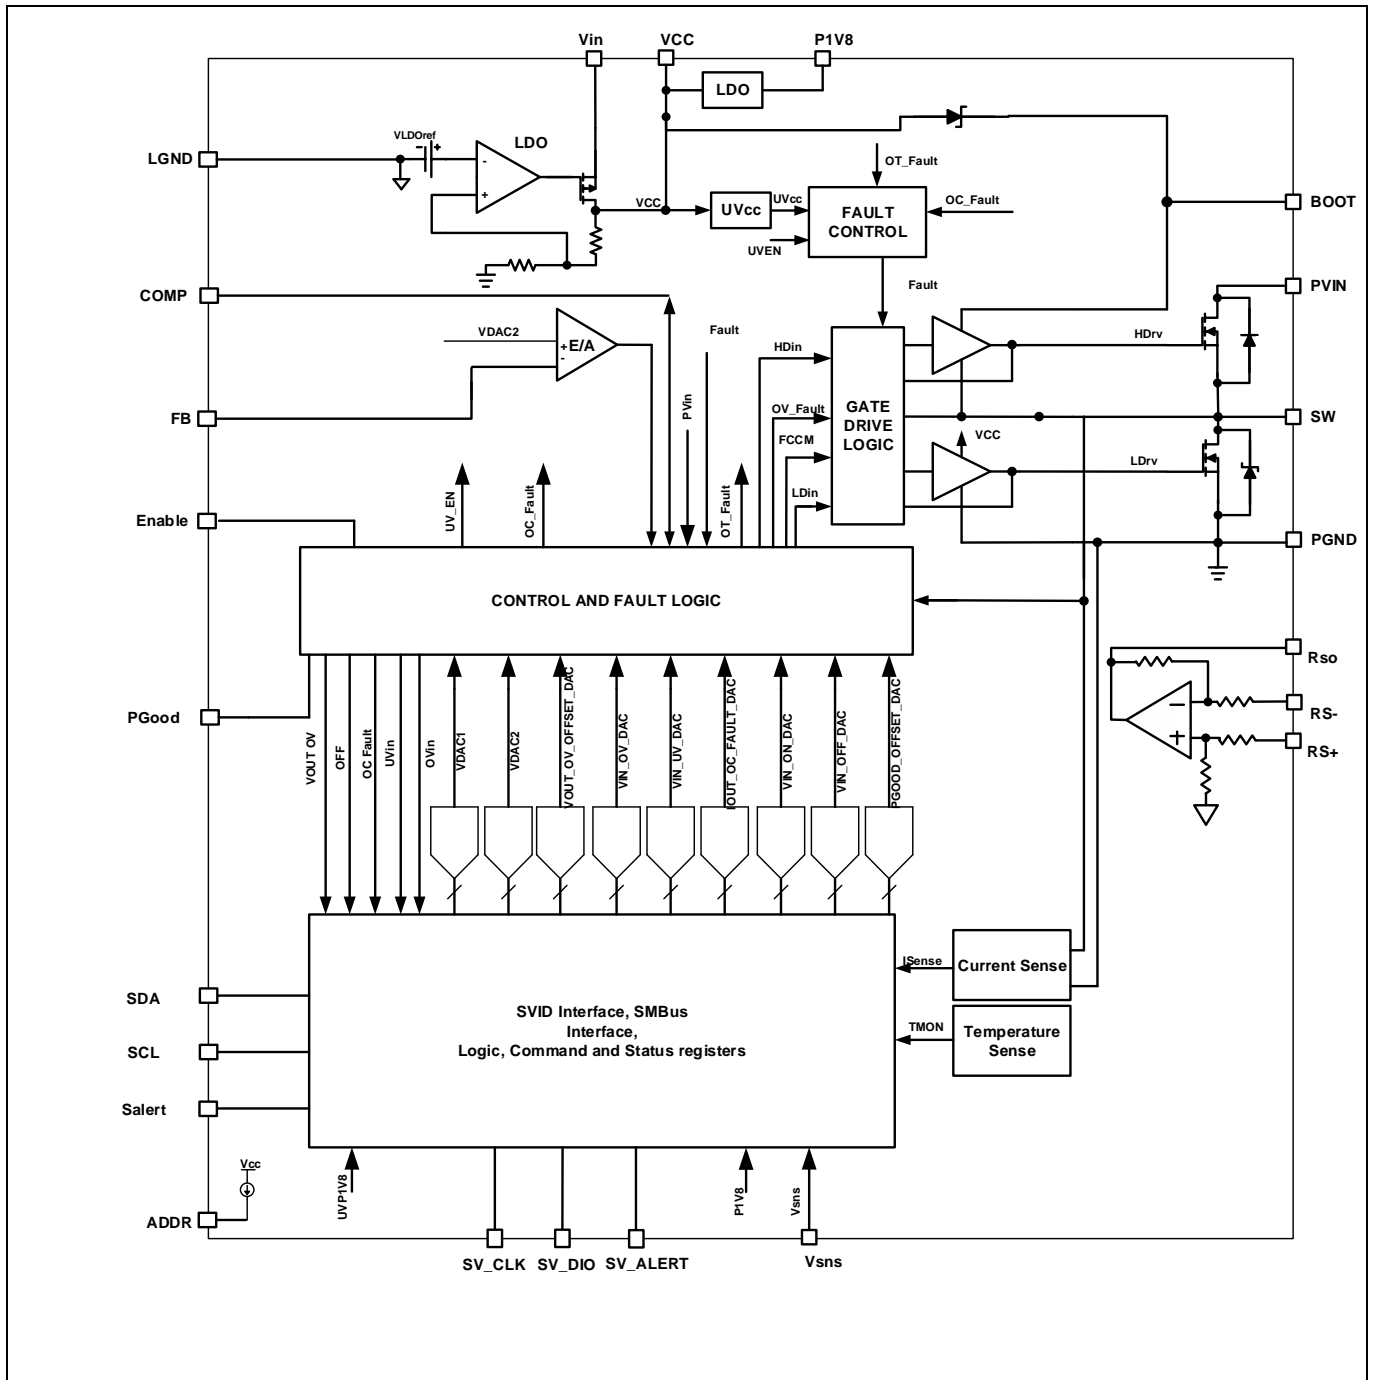 Vin
VCC
P1V8
LDO
LDO
VLDOref
-
+
LGND
-
+
OT_Fault
VCC
UVcc
UVcc
FAULT
CONTROL
OC_Fault
BOOT
UVEN
Fault
COMP
PVIN
VDAC2
+E/A
-
Fault
HDin
HDrv
PVin
FB
OV_Fault
GATE
DRIVE
LOGIC
SW
FCCM
VCC
LDrv
LDin
UV_EN
OC_Fault
OT_Fault
Enable
PGND
CONTROL AND FAULT LOGIC
Rso
RS-
RS+
-
+
PGood
VOUT OV
OFF
OC Fault
UVin
OVin
VDAC1
VDAC2
VOUT_OV_OFFSET_DAC
VIN_OV_DAC
VIN_UV_DAC
IOUT_OC_FAULT_DAC
VIN_ON_DAC
VIN_OFF_DAC
PGOOD_OFFSET_DAC
ISense
Current Sense
SDA
SVID Interface, SMBus
Interface,
Logic, Command and Status registers
TMON
Temperature
Sense
SCL
Salert
Vcc
ADDR
UVP1V8
P1V8
Vsns
SV_CLK
SV_DIO
SV_ALERT
Vsns